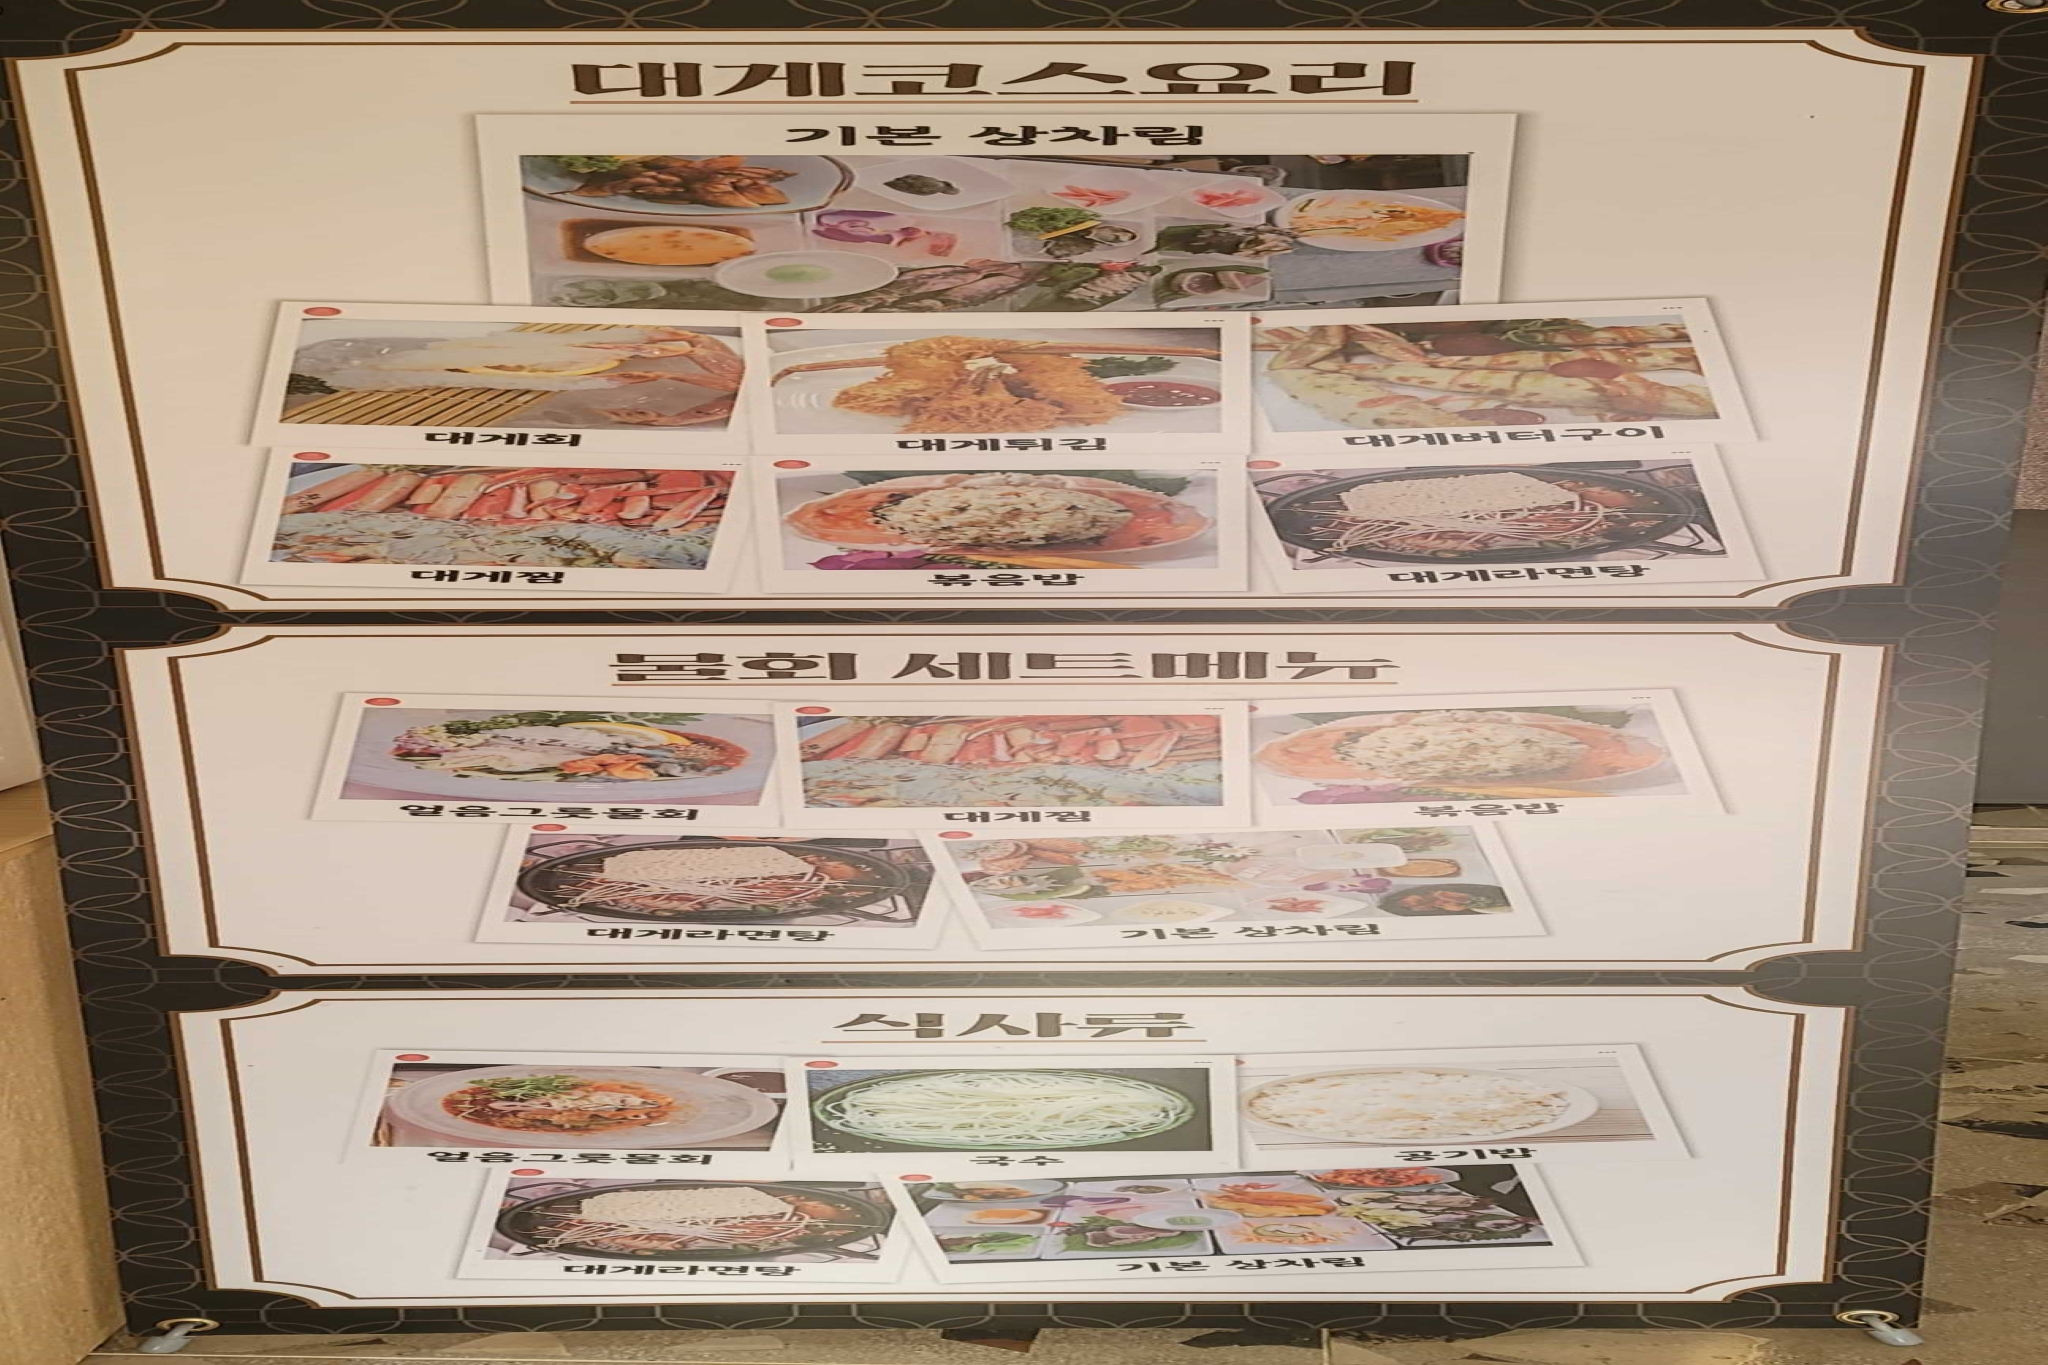 대게코스요리
기본 상차림
대게회 대게튀김 대게버터구이
대게찜 볶음밥 대게라면탕
물회 세트메뉴
얼음그릇물회 대게찜 볶음밥
대게라면탕 기본 상차림
식사류
얼음그릇물회 국수 공기밥
대게라면탕 기본 상차림